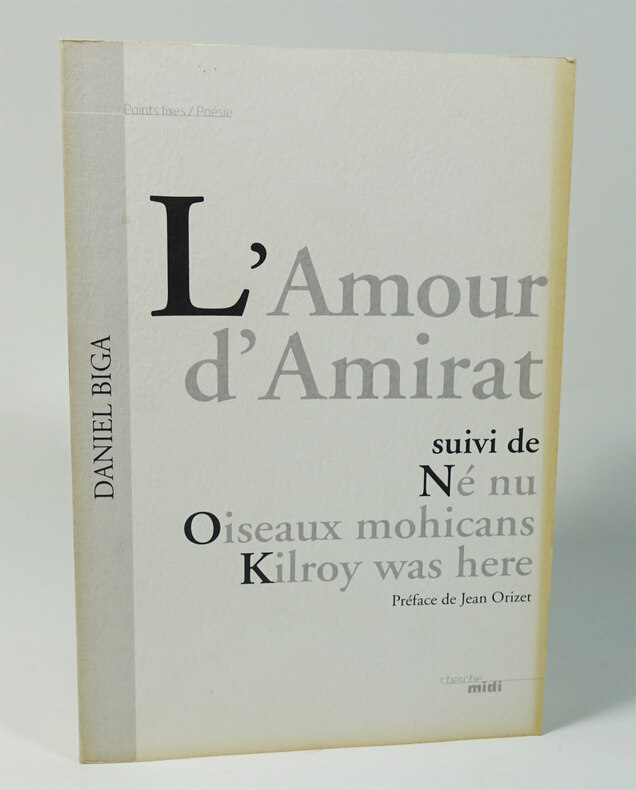 Points fixes / Poésie
L'Amour
d'Amirat
DANIEL BIGA
suivi de
Né nu
Oiseaux mohicans
Kilroy was here
Préface de Jean Orizet
cherche
midi